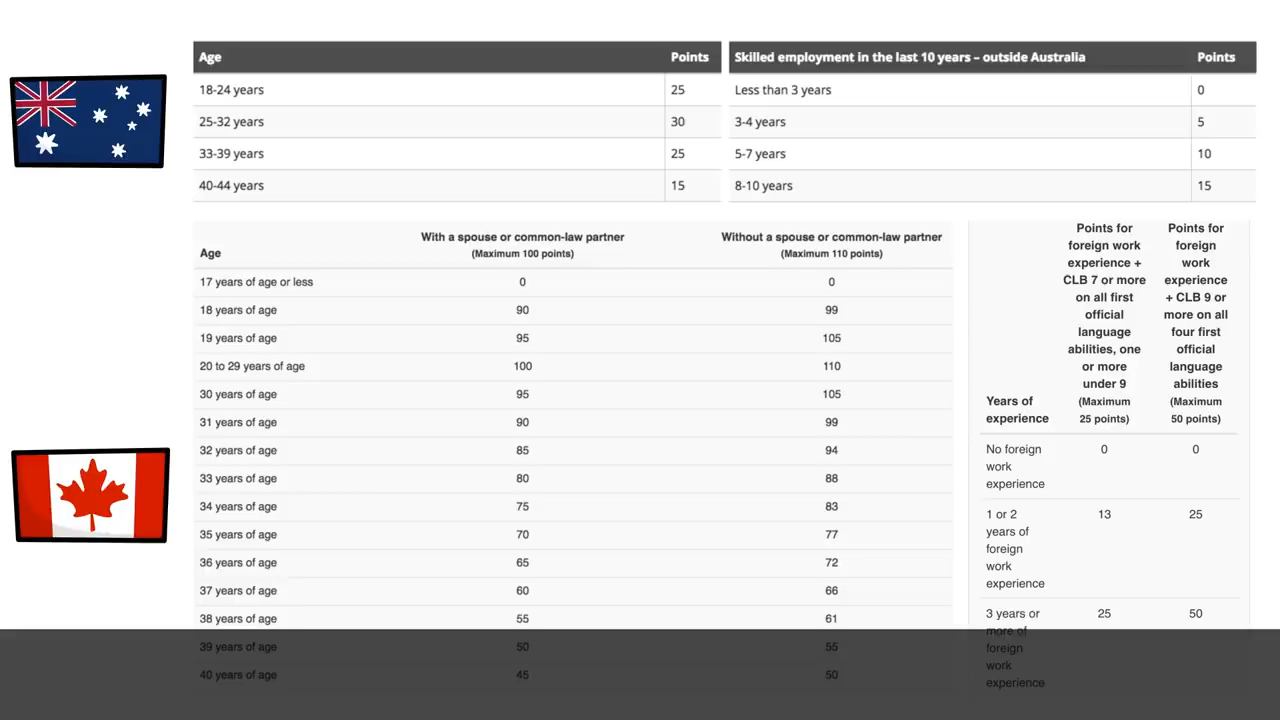 Age Points
18-24 years 25
25-32 years 30
33-39 years 25
40-44 years 15
Skilled employment in the last 10 years – outside Australia Points
Less than 3 years 0
3-4 years 5
5-7 years 10
8-10 years 15
With a spouse or common-law partner Without a spouse or common-law partner
Age (Maximum 100 points) (Maximum 110 points)
17 years of age or less 0 0
18 years of age 90 99
19 years of age 95 105
20 to 29 years of age 100 110
30 years of age 95 105
31 years of age 90 99
32 years of age 85 94
33 years of age 80 88
34 years of age 75 83
35 years of age 70 77
36 years of age 65 72
37 years of age 60 66
38 years of age 55 61
39 years of age 50 55
40 years of age 45 50
Years of
experience
Points for
foreign work
experience +
CLB 7 or more
on all first
official
language
abilities, one
or more
under 9
(Maximum
25 points)
Points for
foreign
work
experience
+ CLB 9 or
more on all
four first
official
language
abilities
(Maximum
50 points)
No foreign 0 0
work
experience
1 or 2 13 25
years of
foreign
work
experience
3 years or 25 50
more of
foreign
work
experience